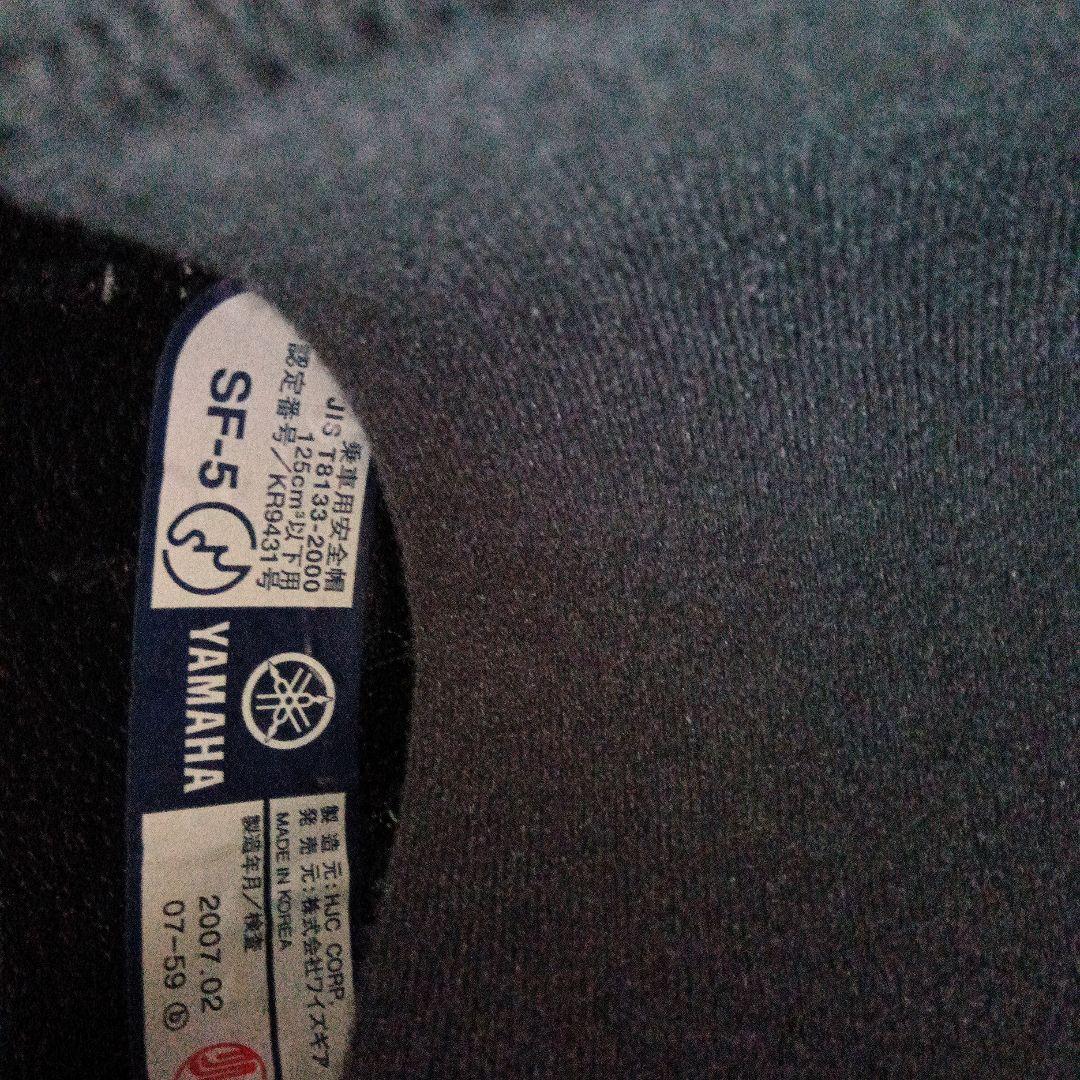 乗車用安全帽
JIS T8133-2000
125cm³以下用
認定番号/KR9431号
SF-5
YAMAHA
製造元:HJC CORP.
発売元:株式会社ワイズギア
MADE IN KOREA
製造年月/検査
2007.02
07-59 ⓑ